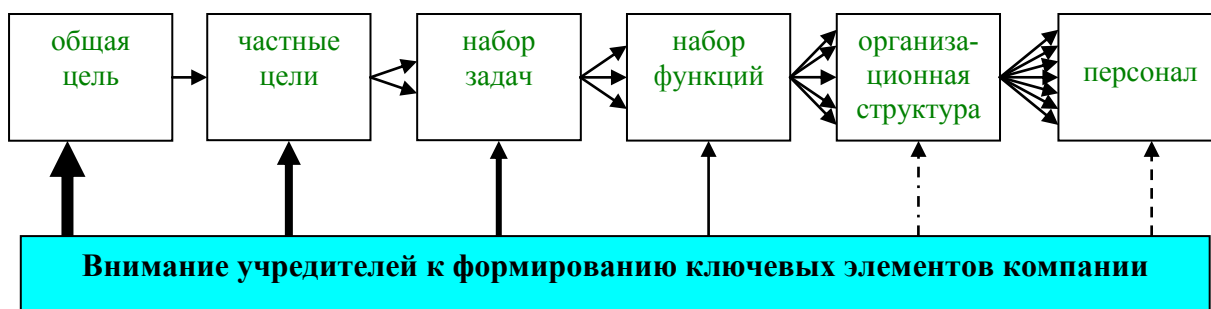 общая
цель
частные
цели
набор
задач
набор
функций
организа-
ционная
структура
персонал
Внимание учредителей к формированию ключевых элементов компании